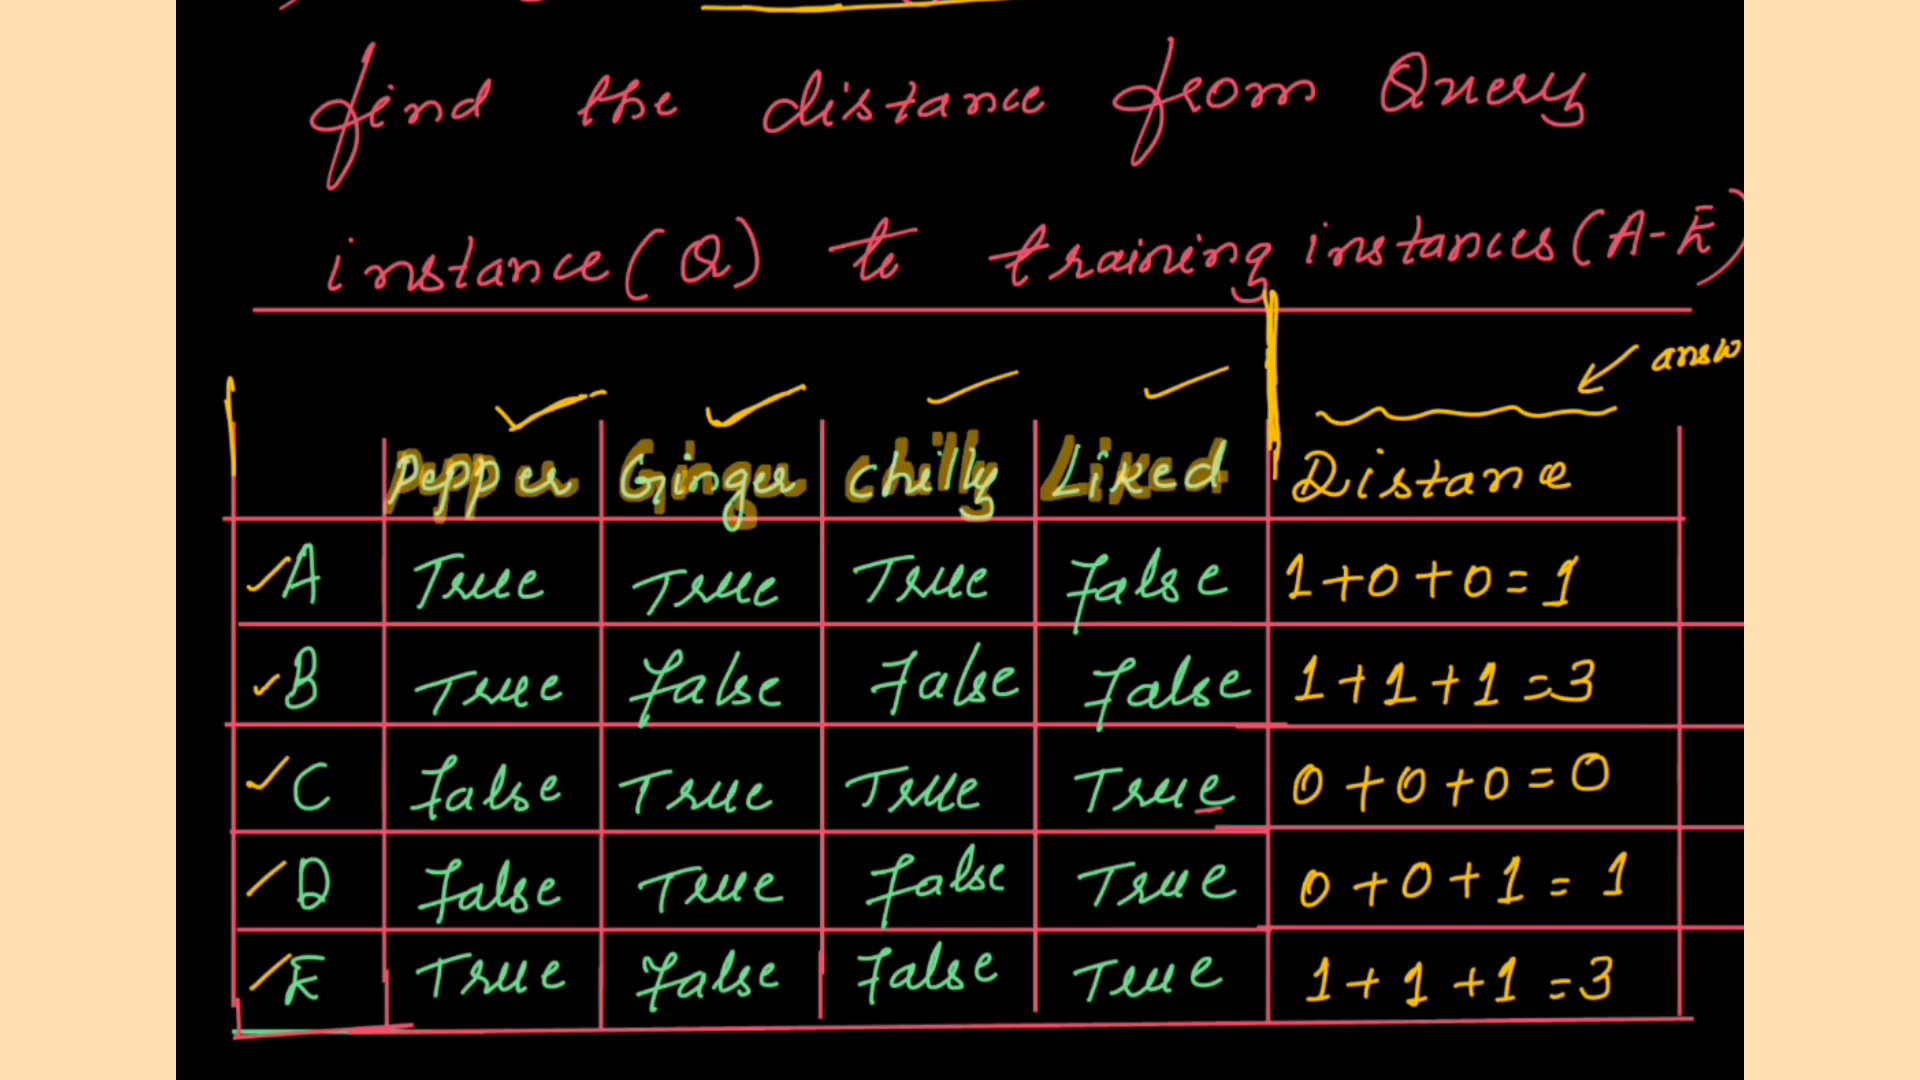 find the distance from Query
instance (Q) to training instances (A-E)
answ
Pepper Ginger Chilly Liked Distance
A True True True False 1+0+0=1
B True False False False 1+1+1=3
C False True True True 0+0+0=0
D False True False True 0+0+1=1
E True False False True 1+1+1=3